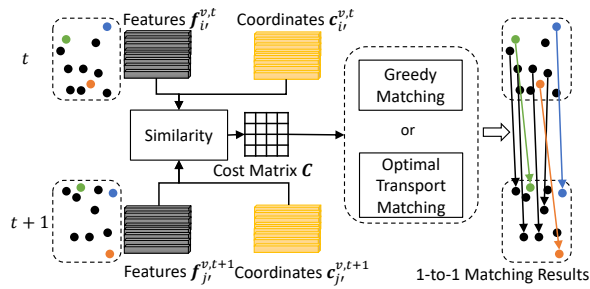 Features f_{i'}^{v,t} Coordinates c_{i'}^{v,t}
t
Greedy
Matching
Similarity
or
Cost Matrix C
Optimal
Transport
Matching
t+1
Features f_{j'}^{v,t+1} Coordinates c_{j'}^{v,t+1}
1-to-1 Matching Results